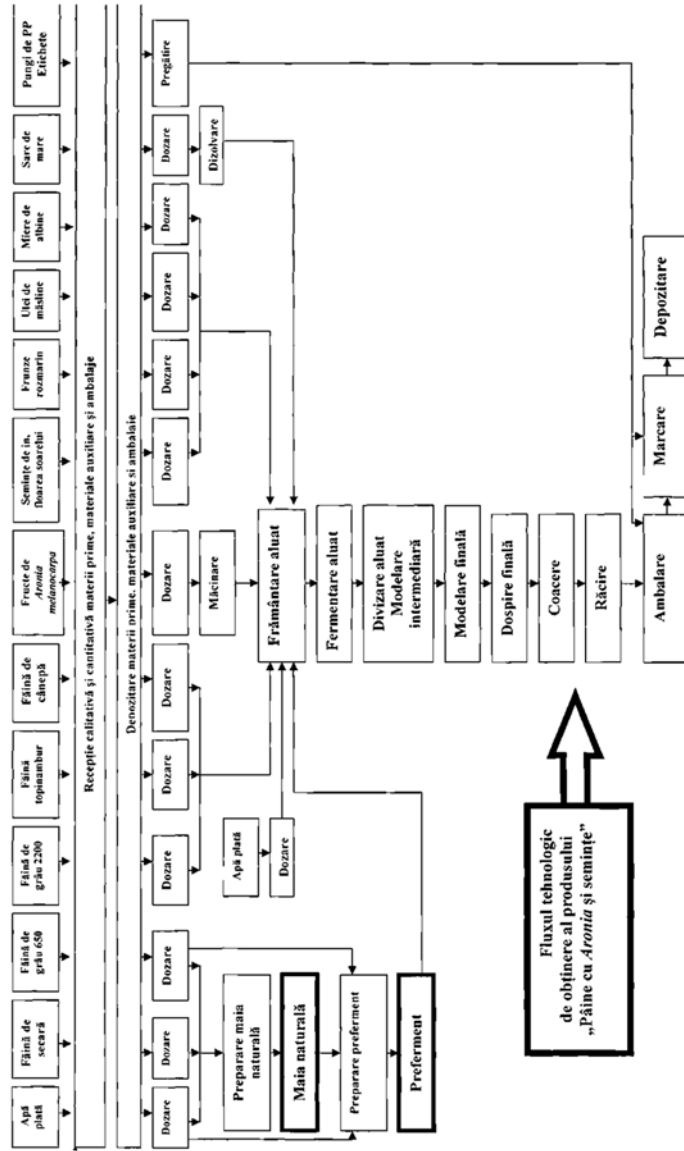 Apă
plată
Făină de
secară
Făină de
grâu 650
Făină de
grâu 2200
Făină
topinambur
Făină de
cânepă
Fructe de
Aronia
melanocarpa
Semințe de in,
floarea soarelui
Frunze
rozmarin
Ulei de
măsline
Miere de
albine
Sare de
mare
Pungi de PP
Etichete
Recepție calitativă și cantitativă materii prime, materiale auxiliare și ambalaje
Depozitare materii prime, materiale auxiliare si ambalaje
Dozare
Dozare
Dozare
Dozare
Dozare
Dozare
Dozare
Dozare
Dozare
Dozare
Dozare
Dozare
Pregătire
Măcinare
Dizolvare
Preparare maia
naturală
Maia naturală
Preparare preferment
Preferment
Apă plată
Dozare
Frământare aluat
Fermentare aluat
Divizare aluat
Modelare
intermediară
Modelare finală
Dospire finală
Coacere
Răcire
Ambalare
Marcare
Depozitare
Fluxul tehnologic
de obținere al produsului
„Pâine cu Aronia și semințe”